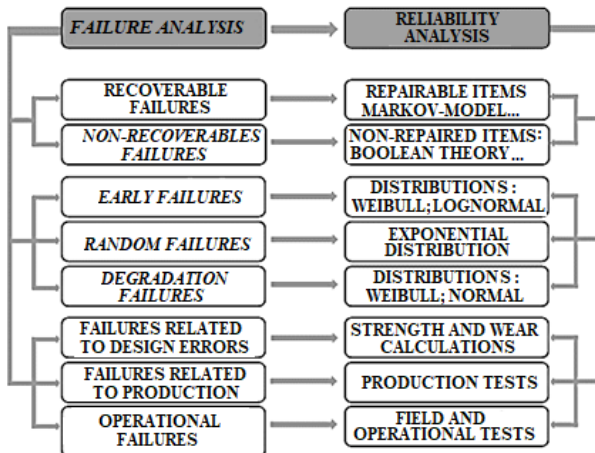 FAILURE ANALYSIS
RELIABILITY
ANALYSIS
RECOVERABLE
FAILURES
REPAIRABLE ITEMS
MARKOV-MODEL...
NON-RECOVERABLES
FAILURES
NON-REPAIRED ITEMS:
BOOLEAN THEORY...
EARLY FAILURES
DISTRIBUTIONS :
WEIBULL; LOGNORMAL
RANDOM FAILURES
EXPONENTIAL
DISTRIBUTION
DEGRADATION
FAILURES
DISTRIBUTIONS :
WEIBULL; NORMAL
FAILURES RELATED
TO DESIGN ERRORS
STRENGTH AND WEAR
CALCULATIONS
FAILURES RELATED
TO PRODUCTION
PRODUCTION TESTS
OPERATIONAL
FAILURES
FIELD AND
OPERATIONAL TESTS